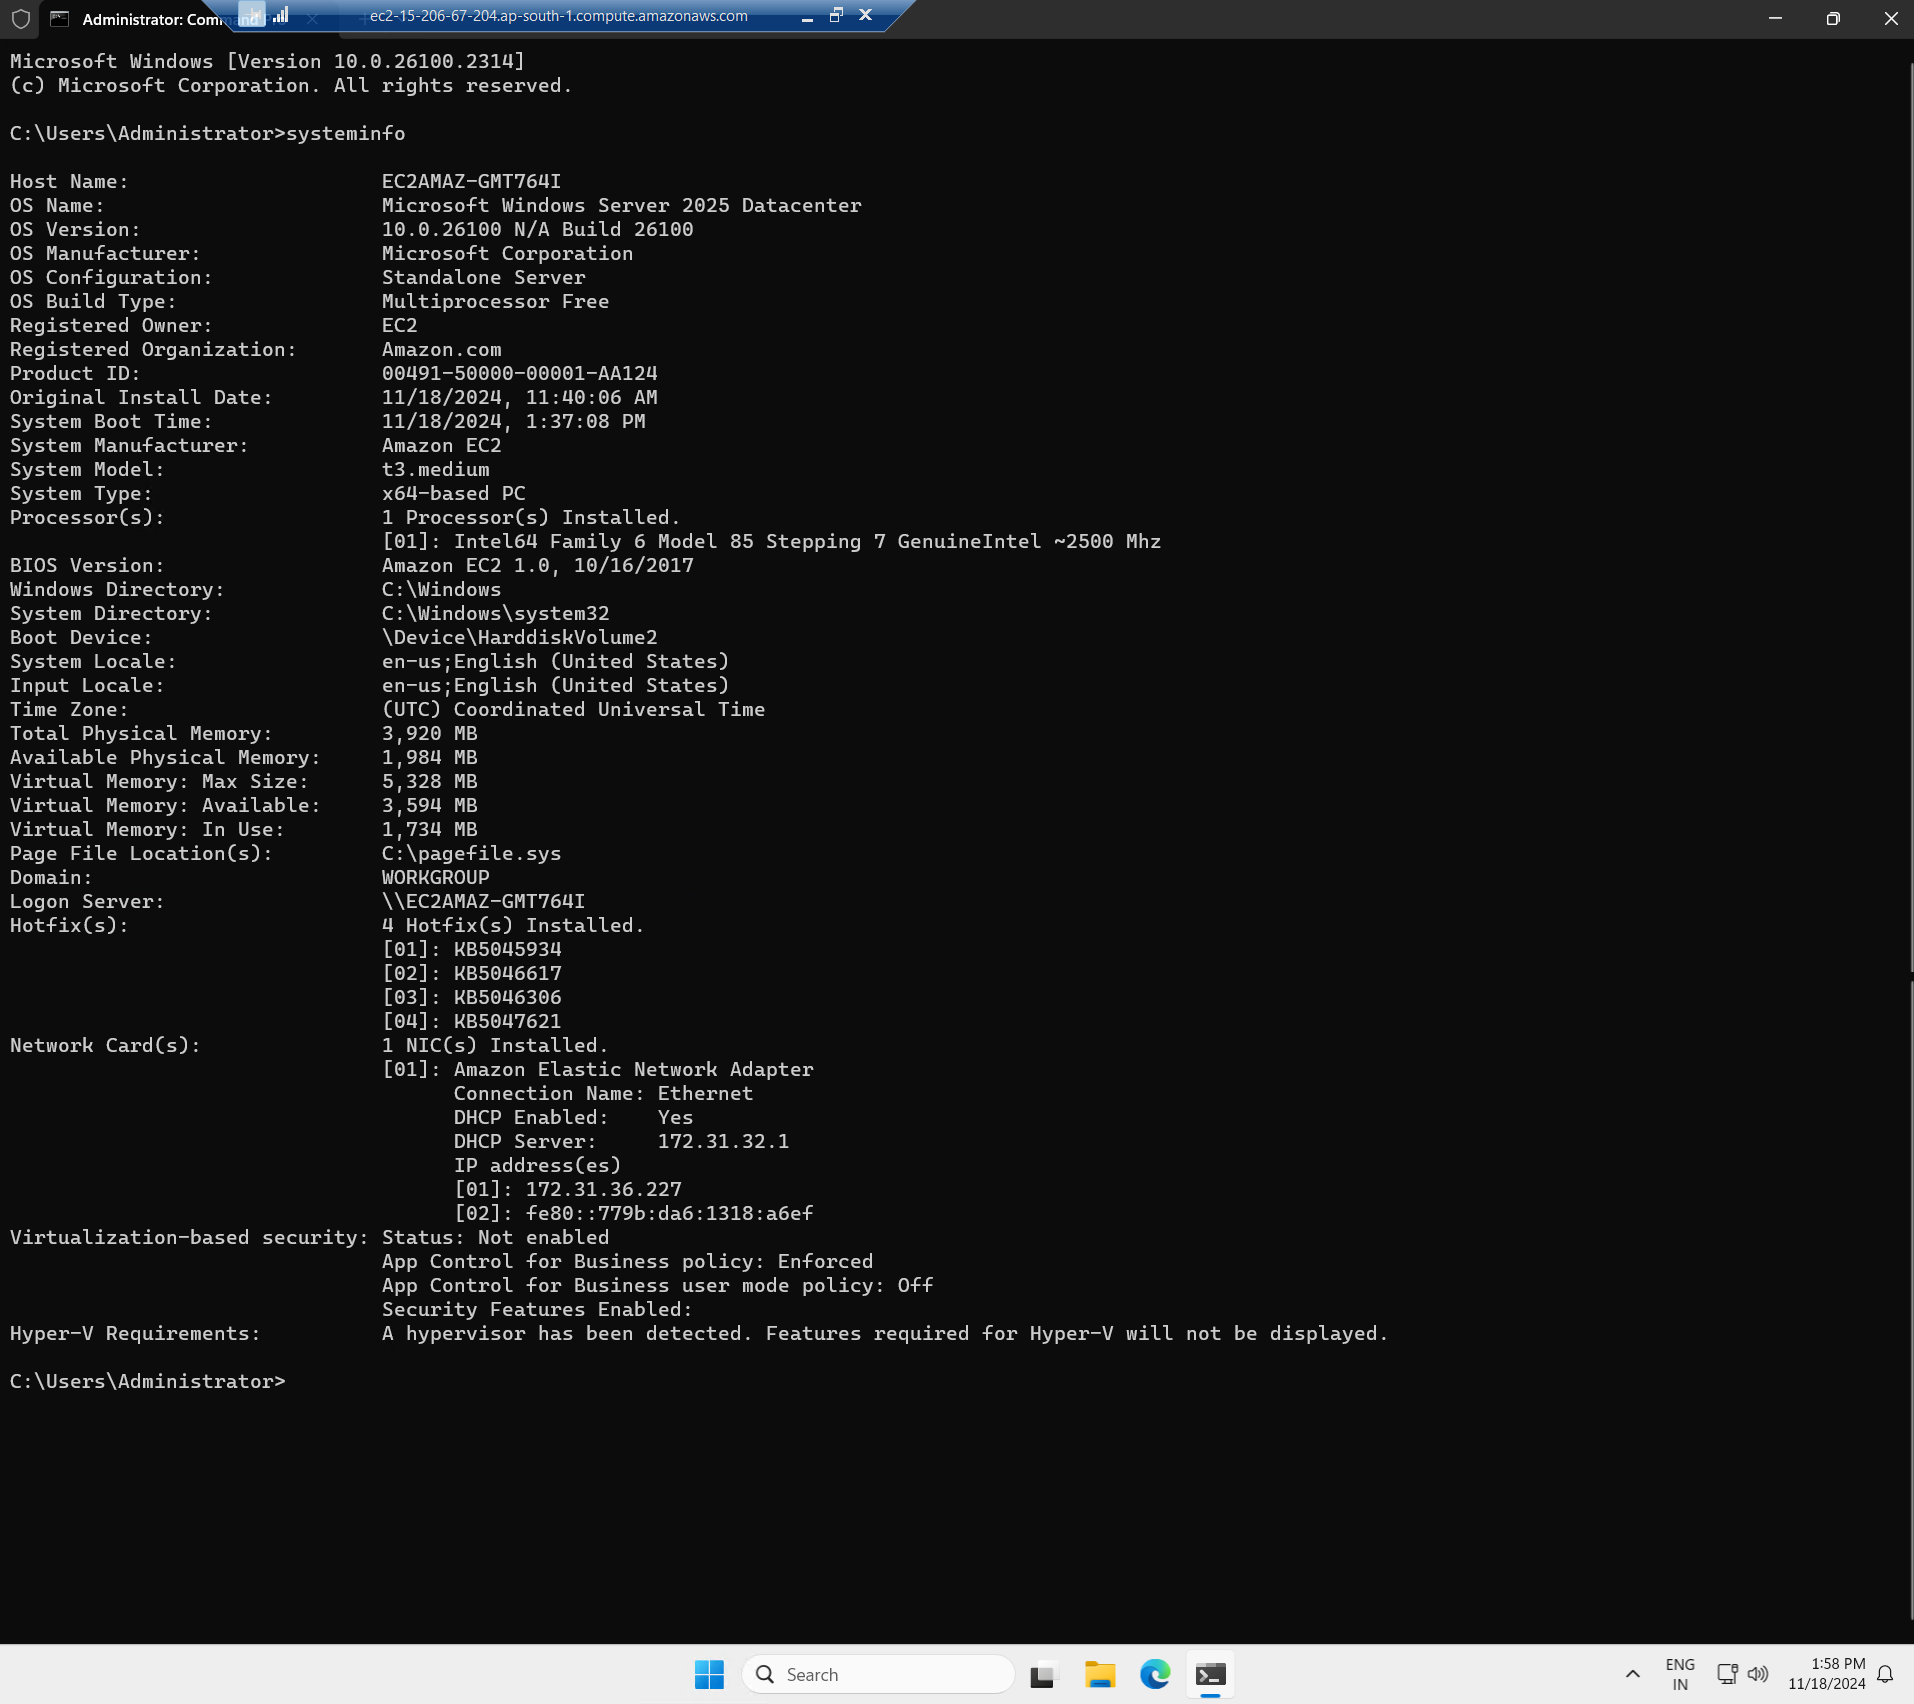 Administrator: Comm
ec2-15-206-67-204.ap-south-1.compute.amazonaws.com
Microsoft Windows [Version 10.0.26100.2314]
(c) Microsoft Corporation. All rights reserved.
C:\Users\Administrator>systeminfo
Host Name: EC2AMAZ-GMT764I
OS Name: Microsoft Windows Server 2025 Datacenter
OS Version: 10.0.26100 N/A Build 26100
OS Manufacturer: Microsoft Corporation
OS Configuration: Standalone Server
OS Build Type: Multiprocessor Free
Registered Owner: EC2
Registered Organization: Amazon.com
Product ID: 00491-50000-00001-AA124
Original Install Date: 11/18/2024, 11:40:06 AM
System Boot Time: 11/18/2024, 1:37:08 PM
System Manufacturer: Amazon EC2
System Model: t3.medium
System Type: x64-based PC
Processor(s): 1 Processor(s) Installed.
[01]: Intel64 Family 6 Model 85 Stepping 7 GenuineIntel ~2500 Mhz
BIOS Version: Amazon EC2 1.0, 10/16/2017
Windows Directory: C:\Windows
System Directory: C:\Windows\system32
Boot Device: \Device\HarddiskVolume2
System Locale: en-us;English (United States)
Input Locale: en-us;English (United States)
Time Zone: (UTC) Coordinated Universal Time
Total Physical Memory: 3,920 MB
Available Physical Memory: 1,984 MB
Virtual Memory: Max Size: 5,328 MB
Virtual Memory: Available: 3,594 MB
Virtual Memory: In Use: 1,734 MB
Page File Location(s): C:\pagefile.sys
Domain: WORKGROUP
Logon Server: \\EC2AMAZ-GMT764I
Hotfix(s): 4 Hotfix(s) Installed.
[01]: KB5045934
[02]: KB5046617
[03]: KB5046306
[04]: KB5047621
Network Card(s): 1 NIC(s) Installed.
[01]: Amazon Elastic Network Adapter
Connection Name: Ethernet
DHCP Enabled: Yes
DHCP Server: 172.31.32.1
IP address(es)
[01]: 172.31.36.227
[02]: fe80::779b:da6:1318:a6ef
Virtualization-based security: Status: Not enabled
App Control for Business policy: Enforced
App Control for Business user mode policy: Off
Security Features Enabled:
Hyper-V Requirements: A hypervisor has been detected. Features required for Hyper-V will not be displayed.
C:\Users\Administrator>
Search
ENG
IN
1:58 PM
11/18/2024